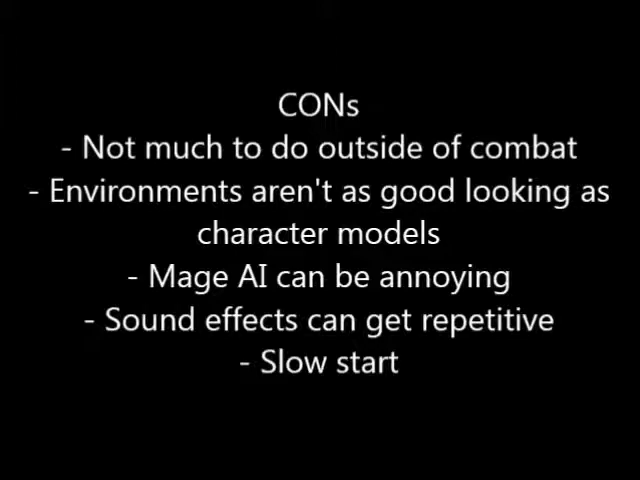 CONs
- Not much to do outside of combat
- Environments aren't as good looking as
character models
- Mage AI can be annoying
- Sound effects can get repetitive
- Slow start